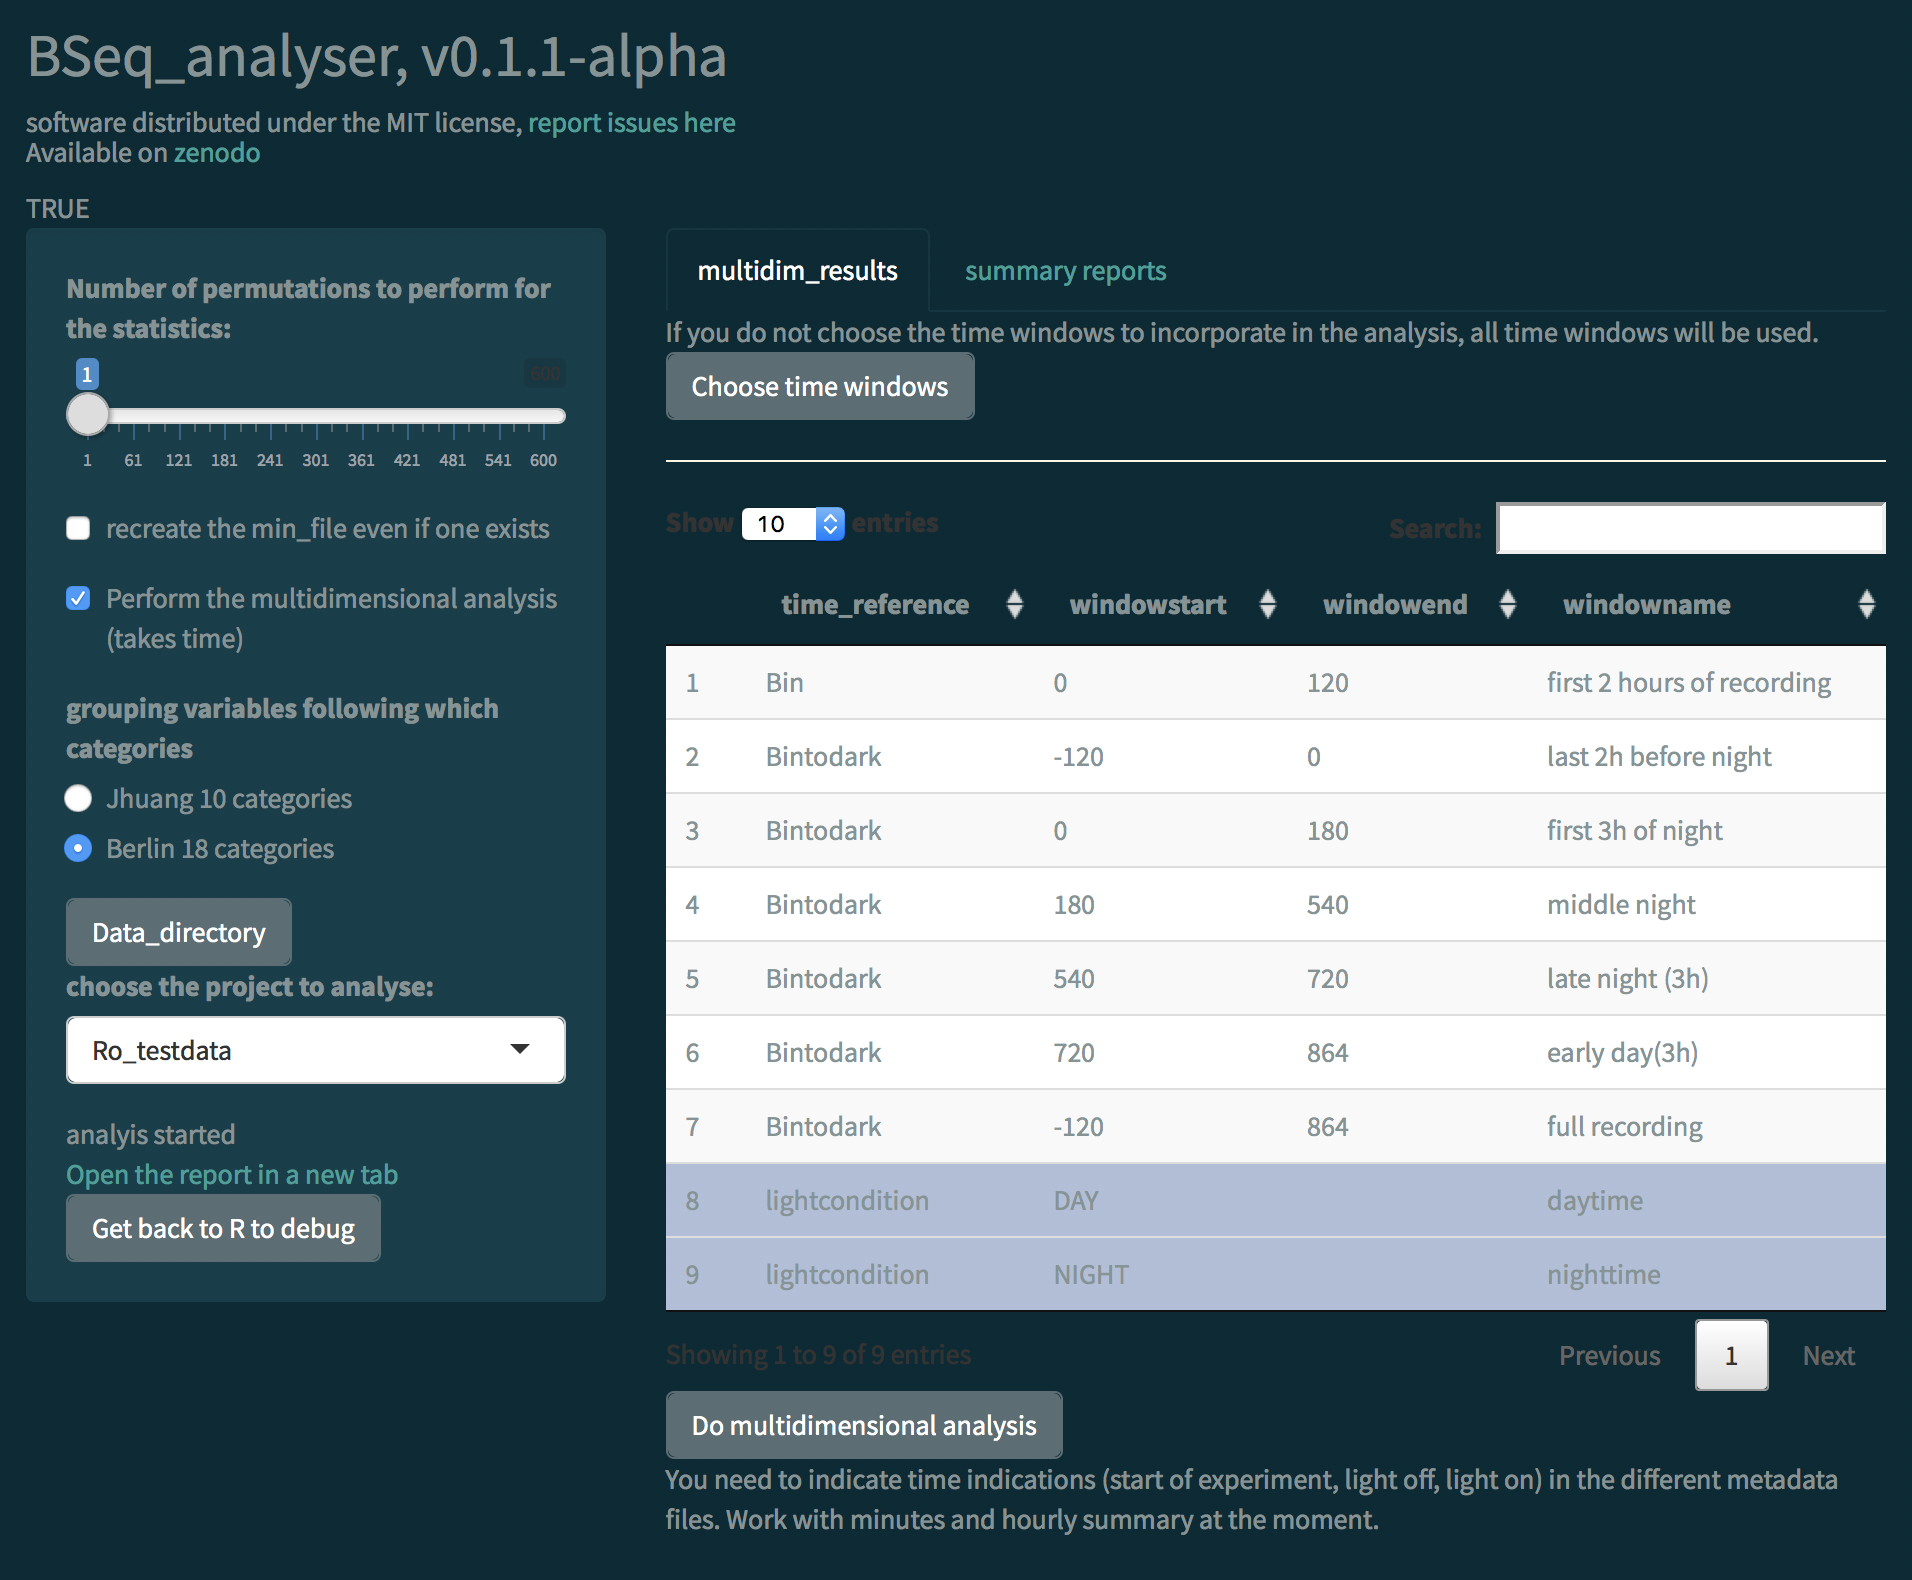 BSeq_analyser, v0.1.1-alpha
software distributed under the MIT license, report issues here
Available on zenodo
TRUE
Number of permutations to perform for
the statistics:
1 600
1 61 121 181 241 301 361 421 481 541 600
recreate the min_file even if one exists
Perform the multidimensional analysis
(takes time)
grouping variables following which
categories
Jhuang 10 categories
Berlin 18 categories
Data_directory
choose the project to analyse:
Ro_testdata
analyis started
Open the report in a new tab
Get back to R to debug
multidim_results summary reports
If you do not choose the time windows to incorporate in the analysis, all time windows will be used.
Choose time windows
Show 10 entries Search:
time_reference windowstart windowend windowname
1 Bin 0 120 first 2 hours of recording
2 Bintodark -120 0 last 2h before night
3 Bintodark 0 180 first 3h of night
4 Bintodark 180 540 middle night
5 Bintodark 540 720 late night (3h)
6 Bintodark 720 864 early day(3h)
7 Bintodark -120 864 full recording
8 lightcondition DAY daytime
9 lightcondition NIGHT nighttime
Showing 1 to 9 of 9 entries Previous 1 Next
Do multidimensional analysis
You need to indicate time indications (start of experiment, light off, light on) in the different metadata
files. Work with minutes and hourly summary at the moment.